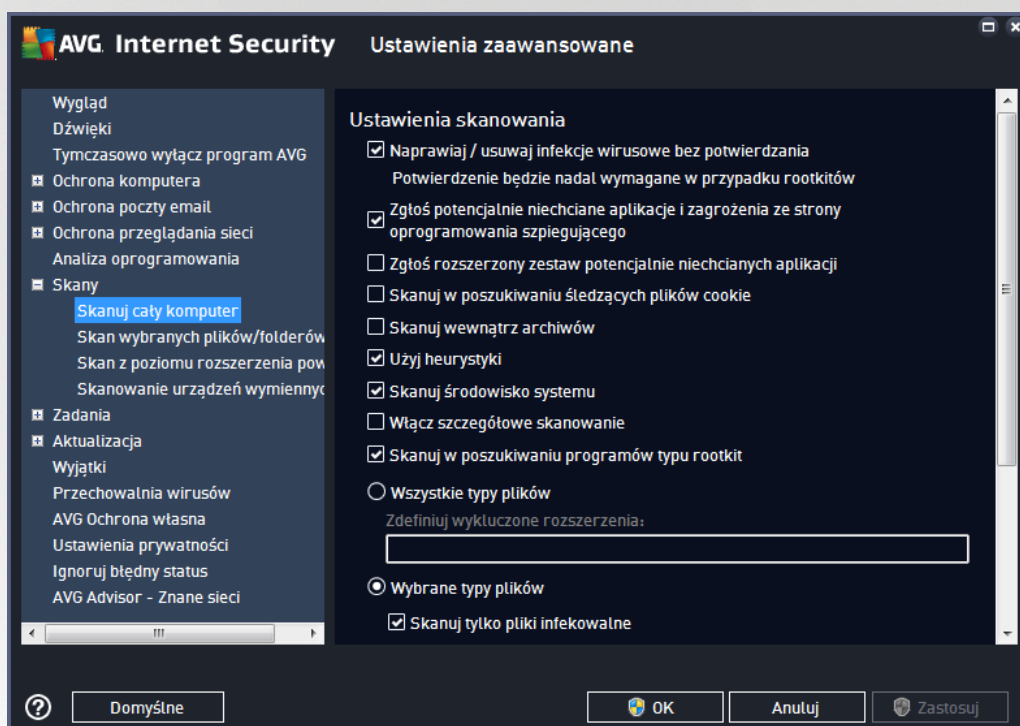 AVG. Internet Security Ustawienia zaawansowane
Wygląd
Dźwięki
Tymczasowo wyłącz program AVG
Ochrona komputera
Ochrona poczty email
Ochrona przeglądania sieci
Analiza oprogramowania
Skany
Skanuj cały komputer
Skan wybranych plików/folderów
Skan z poziomu rozszerzenia pow
Skanowanie urządzeń wymiennyc
Zadania
Aktualizacja
Wyjątki
Przechowalnia wirusów
AVG Ochrona własna
Ustawienia prywatności
Ignoruj błędny status
AVG Advisor - Znane sieci
Ustawienia skanowania
Naprawiaj / usuwaj infekcje wirusowe bez potwierdzania
Potwierdzenie będzie nadal wymagane w przypadku rootkitów
Zgłoś potencjalnie niechciane aplikacje i zagrożenia ze strony
oprogramowania szpiegującego
Zgłoś rozszerzony zestaw potencjalnie niechcianych aplikacji
Skanuj w poszukiwaniu śledzących plików cookie
Skanuj wewnątrz archiwów
Użyj heurystyki
Skanuj środowisko systemu
Włącz szczegółowe skanowanie
Skanuj w poszukiwaniu programów typu rootkit
Wszystkie typy plików
Zdefiniuj wykluczone rozszerzenia:
Wybrane typy plików
Skanuj tylko pliki infekowalne
Domyślne
OK
Anuluj
Zastosuj